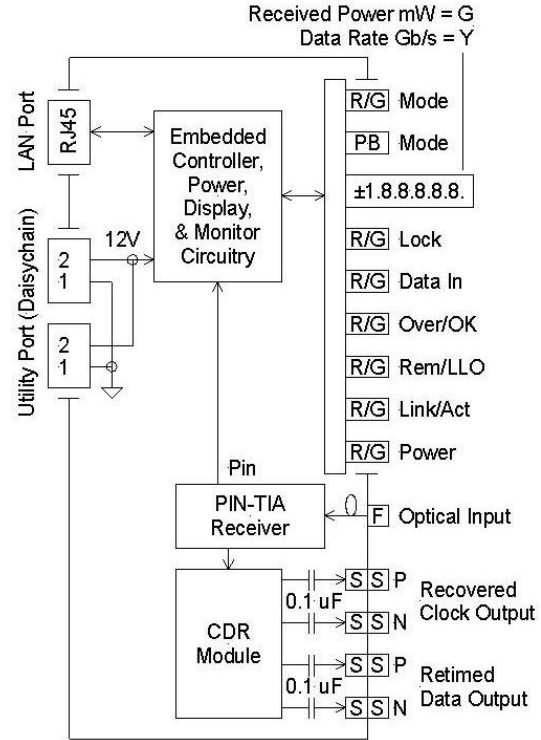 Received Power mW = G
Data Rate Gb/s = Y
LAN Port
RJ45
Embedded
Controller,
Power,
Display,
& Monitor
Circuitry
R/G Mode
PB Mode
±1.8.8.8.8.8.
R/G Lock
R/G Data In
R/G Over/OK
R/G Rem/LLO
R/G Link/Act
R/G Power
Utility Port (Daisychain)
12V
2
1
2
1
Pin
PIN-TIA
Receiver
F Optical Input
CDR
Module
0.1 uF
S S P
S S N
Recovered
Clock Output
0.1 uF
S S P
S S N
Retimed
Data Output